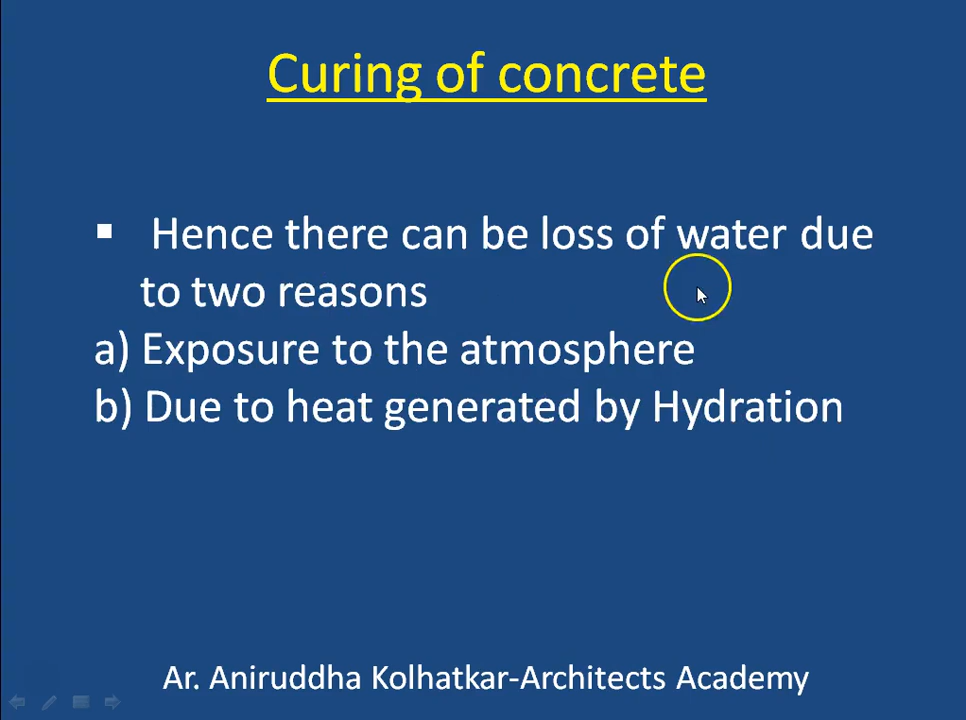 Curing of concrete
▪ Hence there can be loss of water due
to two reasons
a) Exposure to the atmosphere
b) Due to heat generated by Hydration
Ar. Aniruddha Kolhatkar-Architects Academy